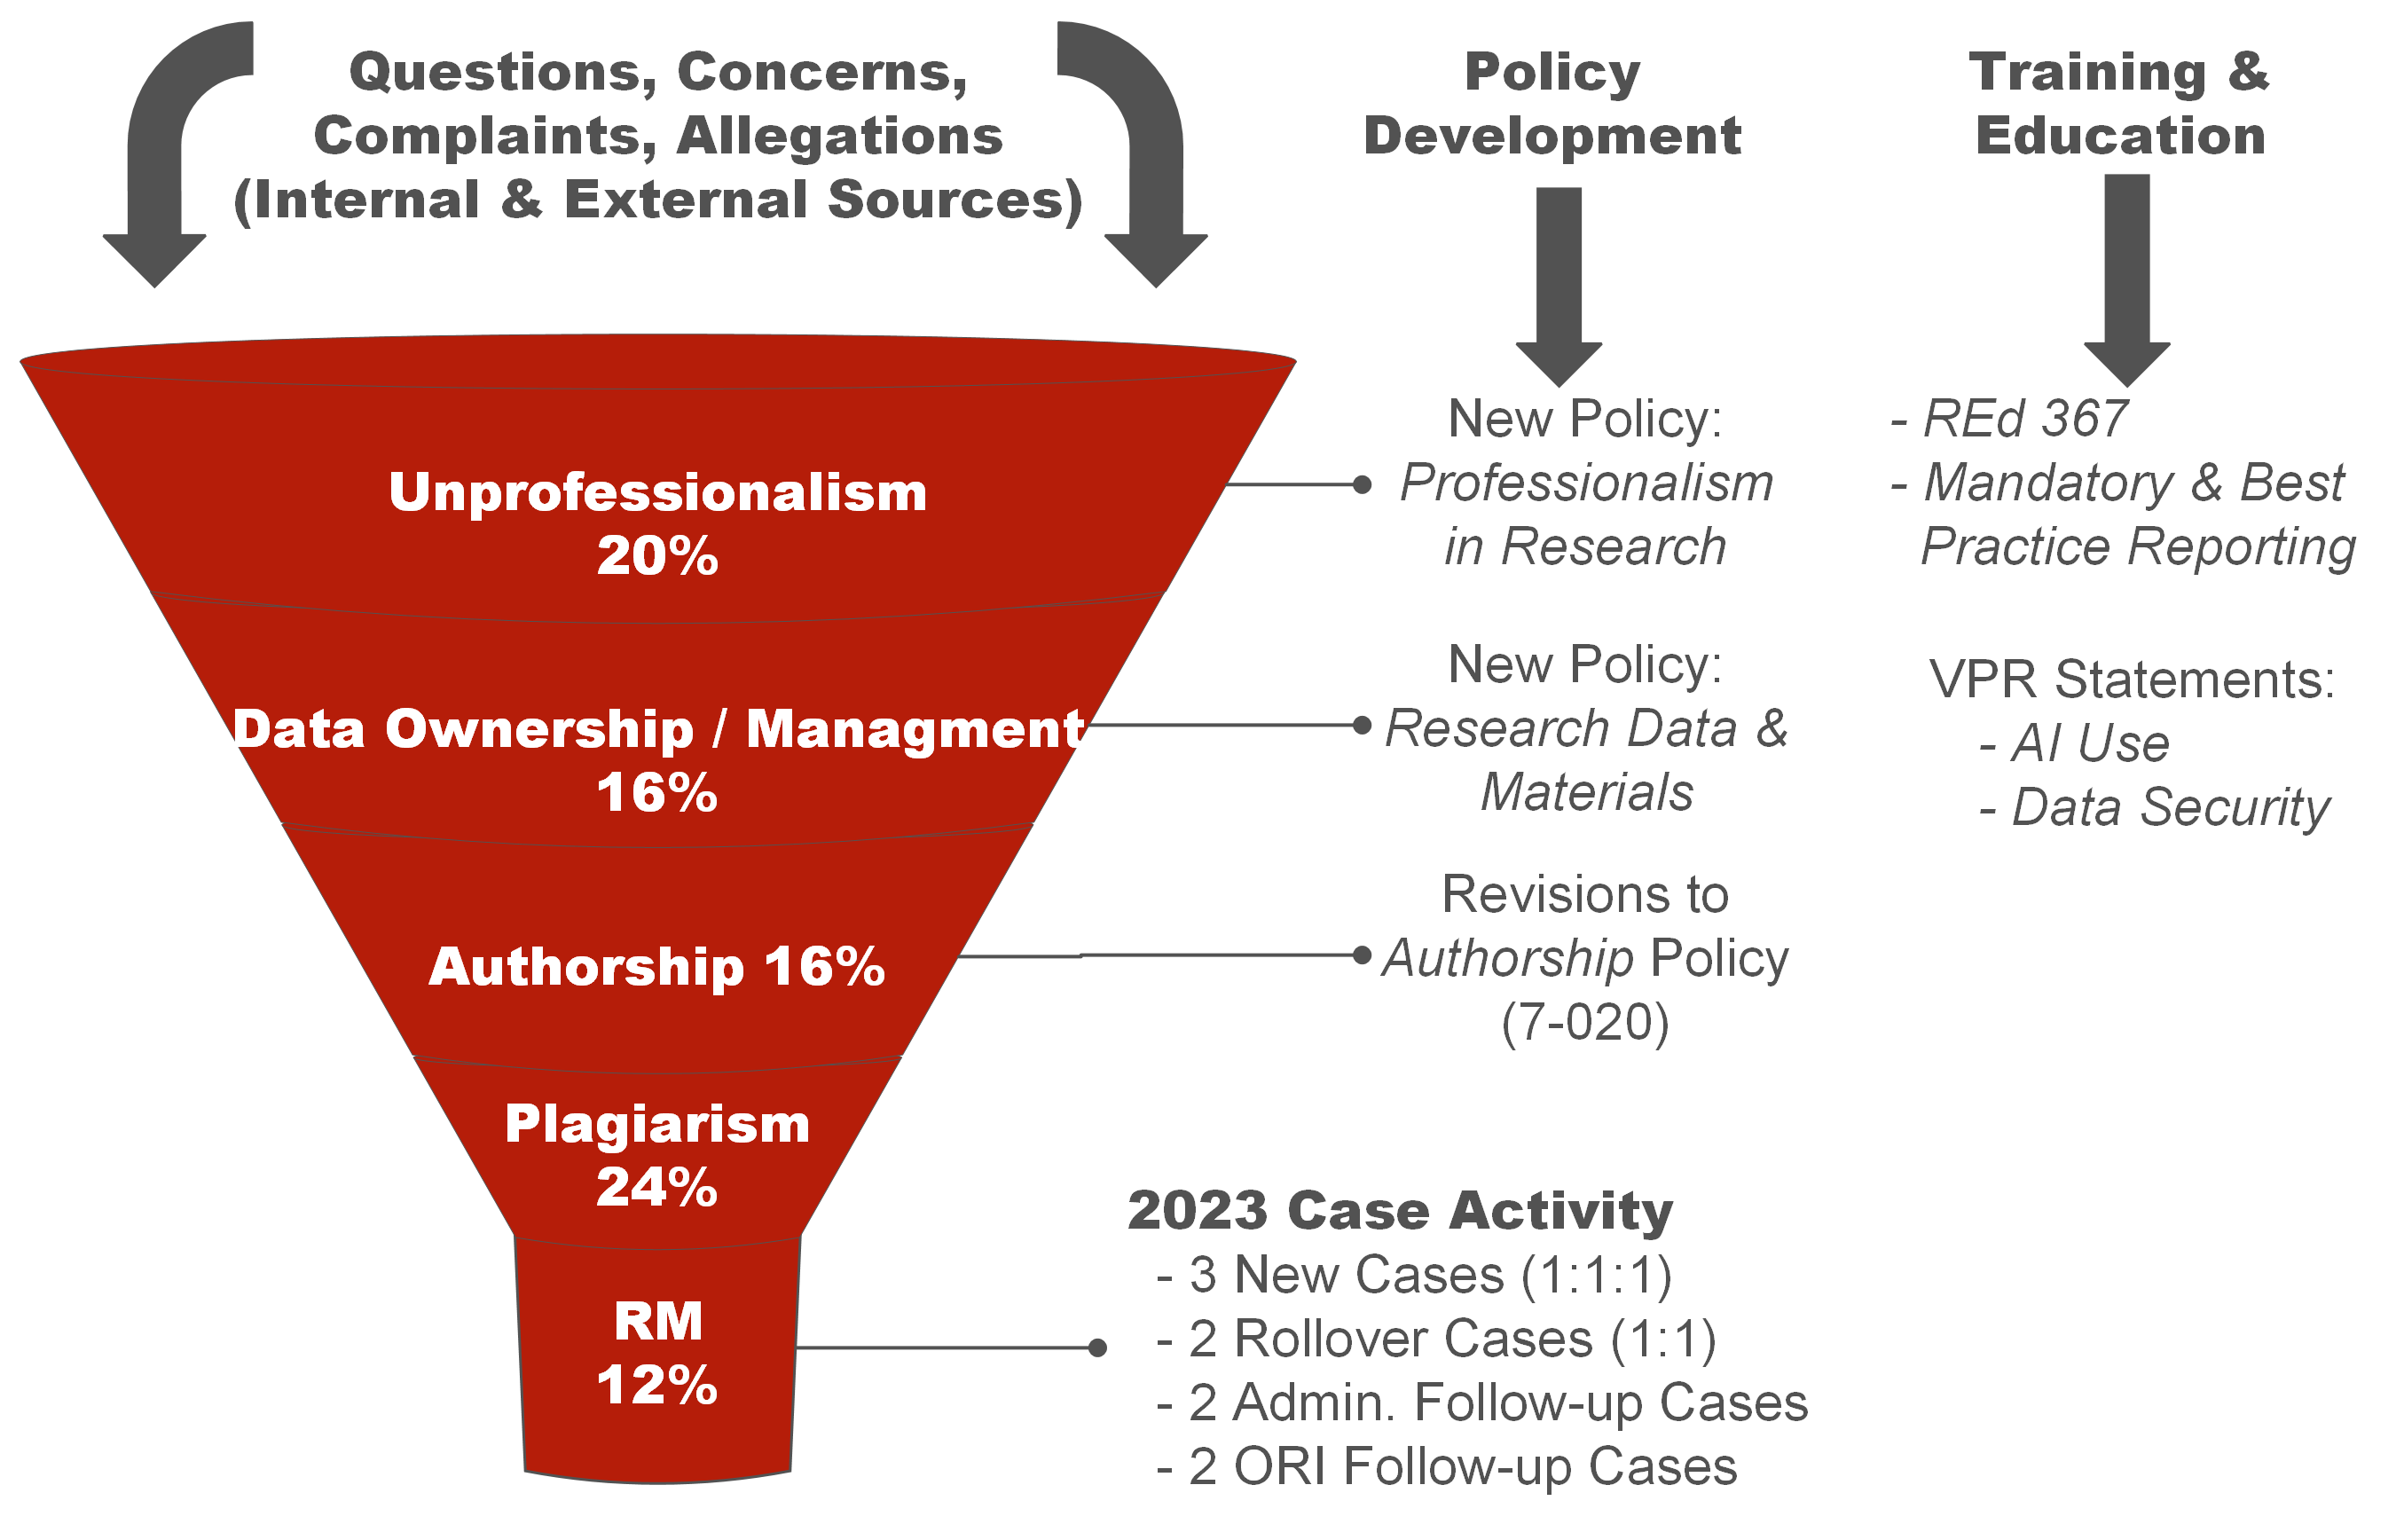 Questions, Concerns,
Complaints, Allegations
(Internal & External Sources)
Unprofessionalism
20%
Data Ownership / Managment
16%
Authorship 16%
Plagiarism
24%
RM
12%
Policy
Development
New Policy:
Professionalism
in Research
New Policy:
Research Data &
Materials
Revisions to
Authorship Policy
(7-020)
Training &
Education
- REd 367
- Mandatory & Best
Practice Reporting
VPR Statements:
- AI Use
- Data Security
2023 Case Activity
- 3 New Cases (1:1:1)
- 2 Rollover Cases (1:1)
- 2 Admin. Follow-up Cases
- 2 ORI Follow-up Cases